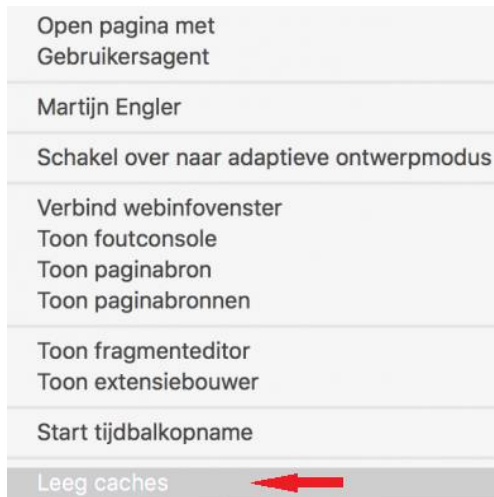 Open pagina met
Gebruikersagent
Martijn Engler
Schakel over naar adaptieve ontwerpmodus
Verbind webinfovenster
Toon foutconsole
Toon paginabron
Toon paginabronnen
Toon fragmenteditor
Toon extensiebouwer
Start tijdbalkopname
Leeg caches